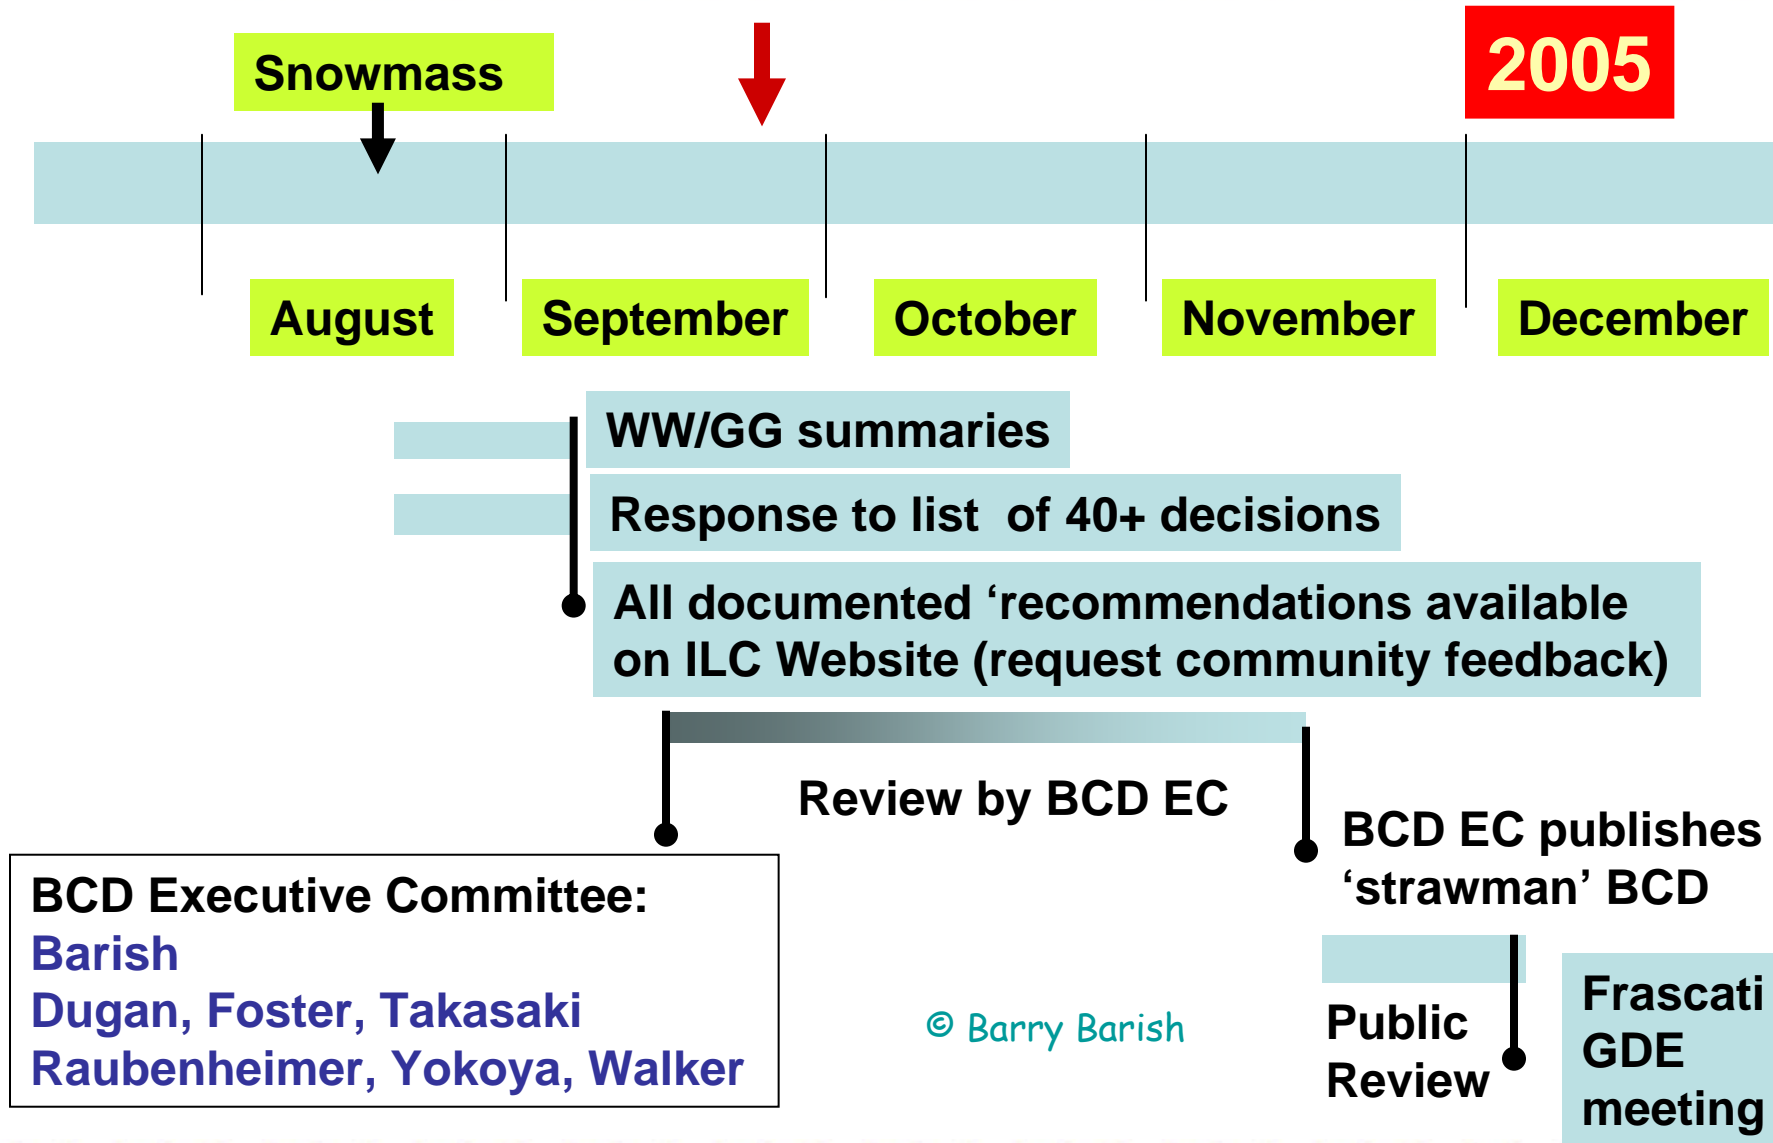 Snowmass
2005
August
September
October
November
December
WW/GG summaries
Response to list of 40+ decisions
All documented ‘recommendations available
on ILC Website (request community feedback)
Review by BCD EC
BCD EC publishes
‘strawman’ BCD
BCD Executive Committee:
Barish
Dugan, Foster, Takasaki
Raubenheimer, Yokoya, Walker
© Barry Barish
Public
Review
Frascati
GDE
meeting